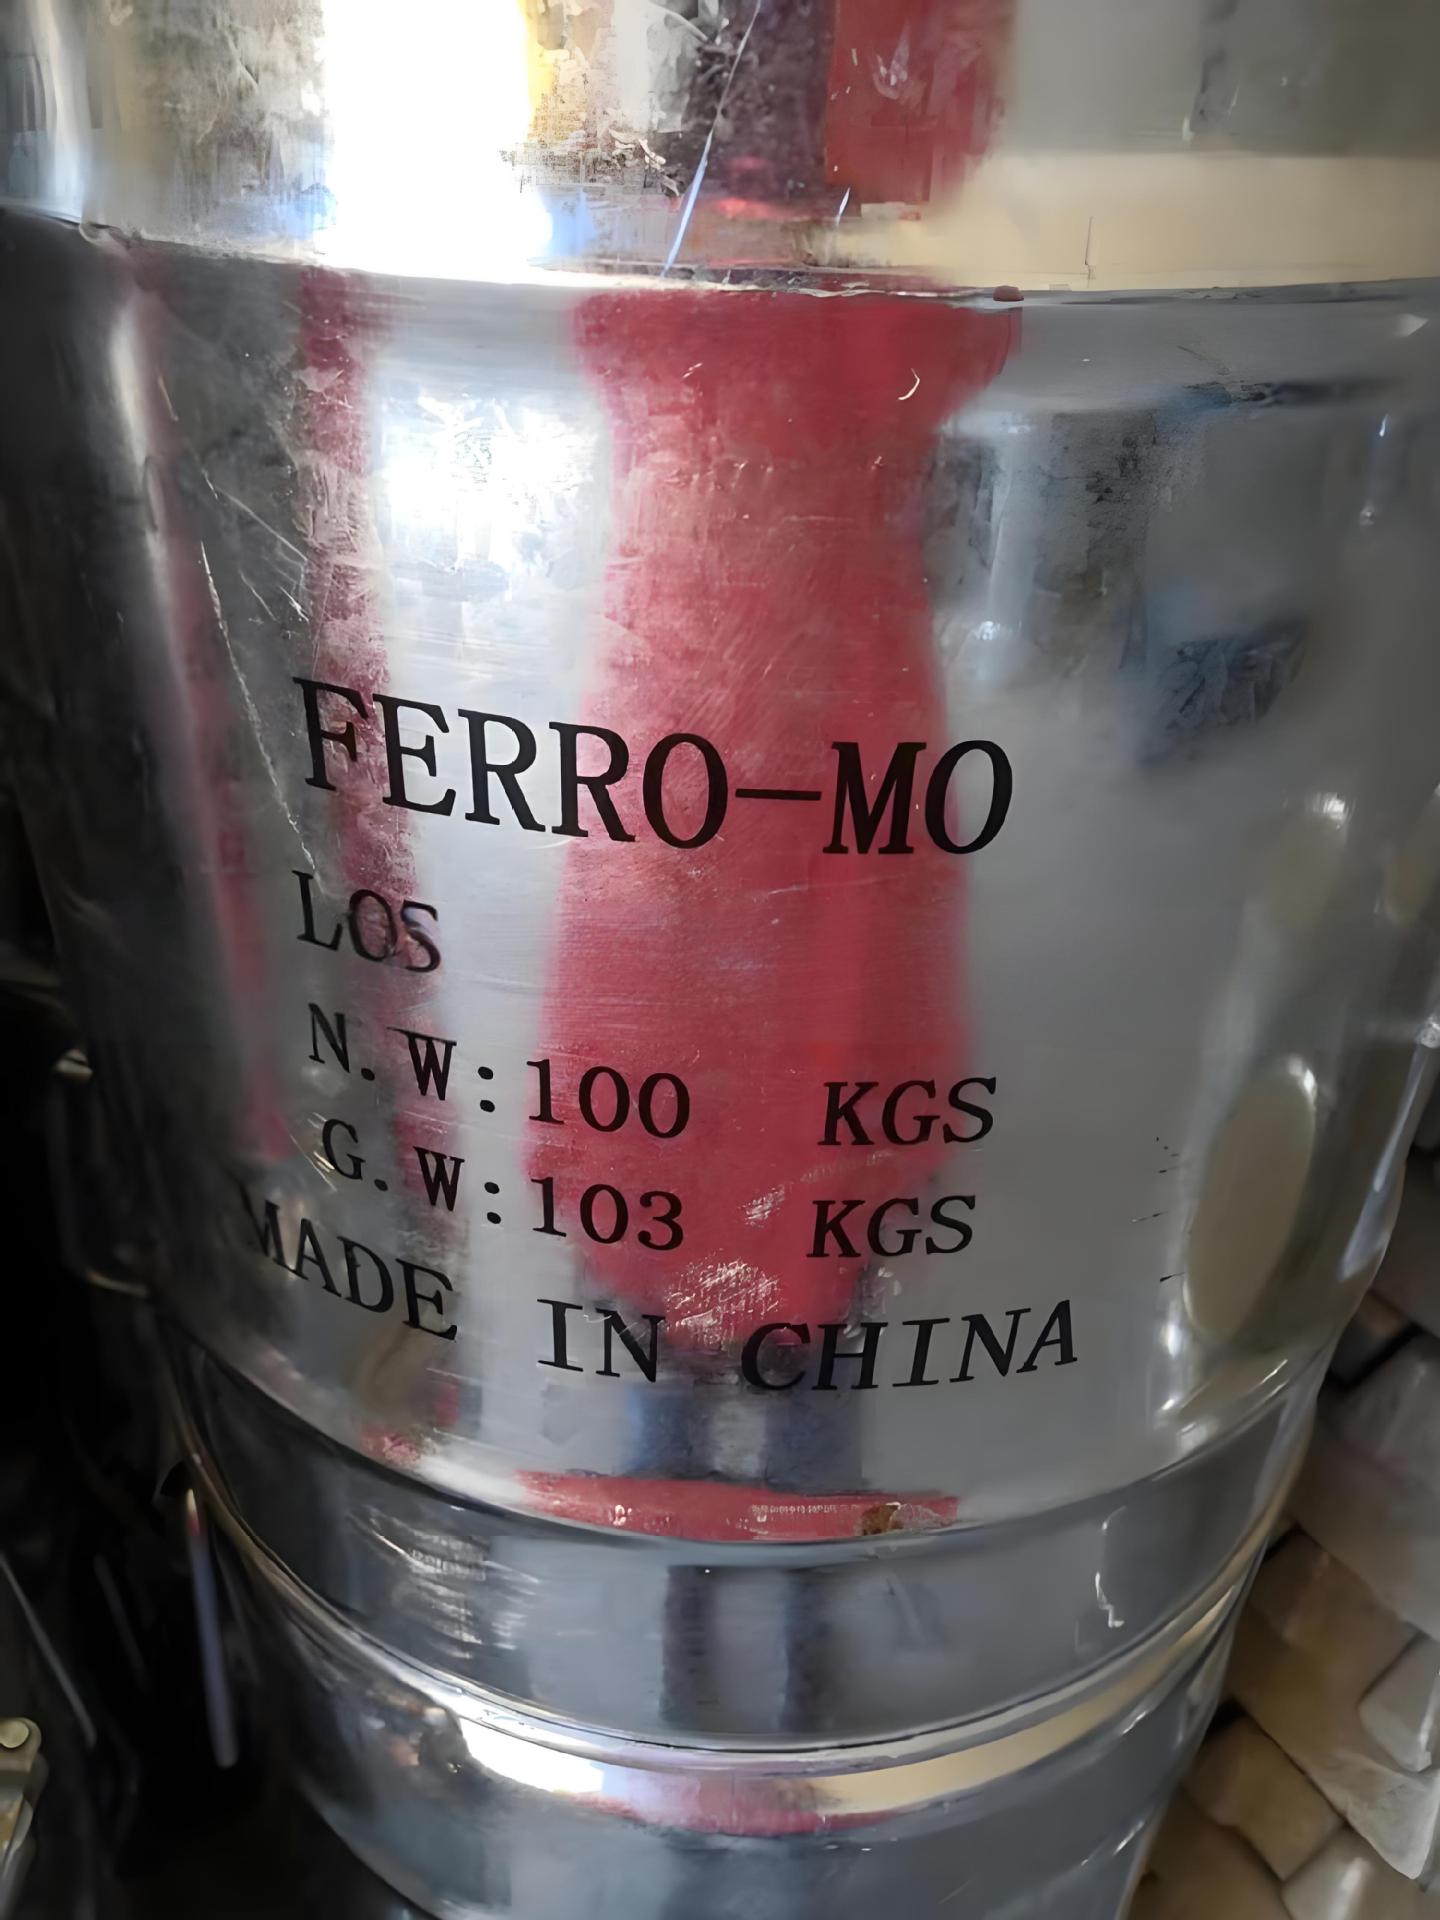 FERRO-MO
LOS
N.W:100 KGS
G.W:103 KGS
MADE IN CHINA